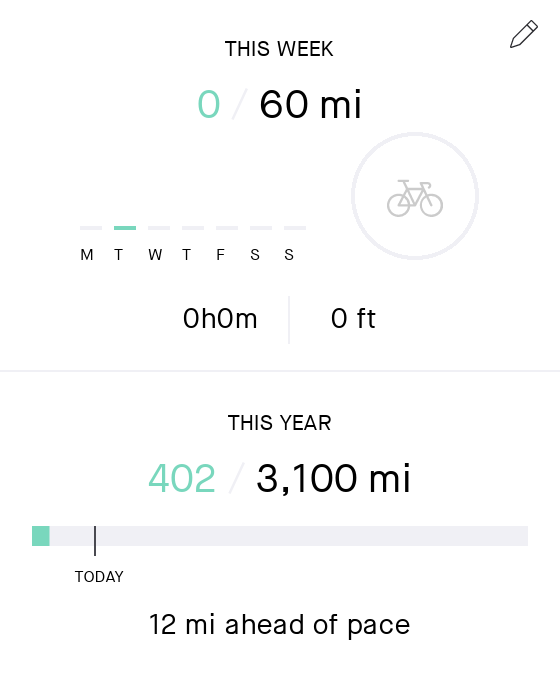 THIS WEEK
0 / 60 mi
M T W T F S S
0h0m
0 ft
THIS YEAR
402 / 3,100 mi
TODAY
12 mi ahead of pace